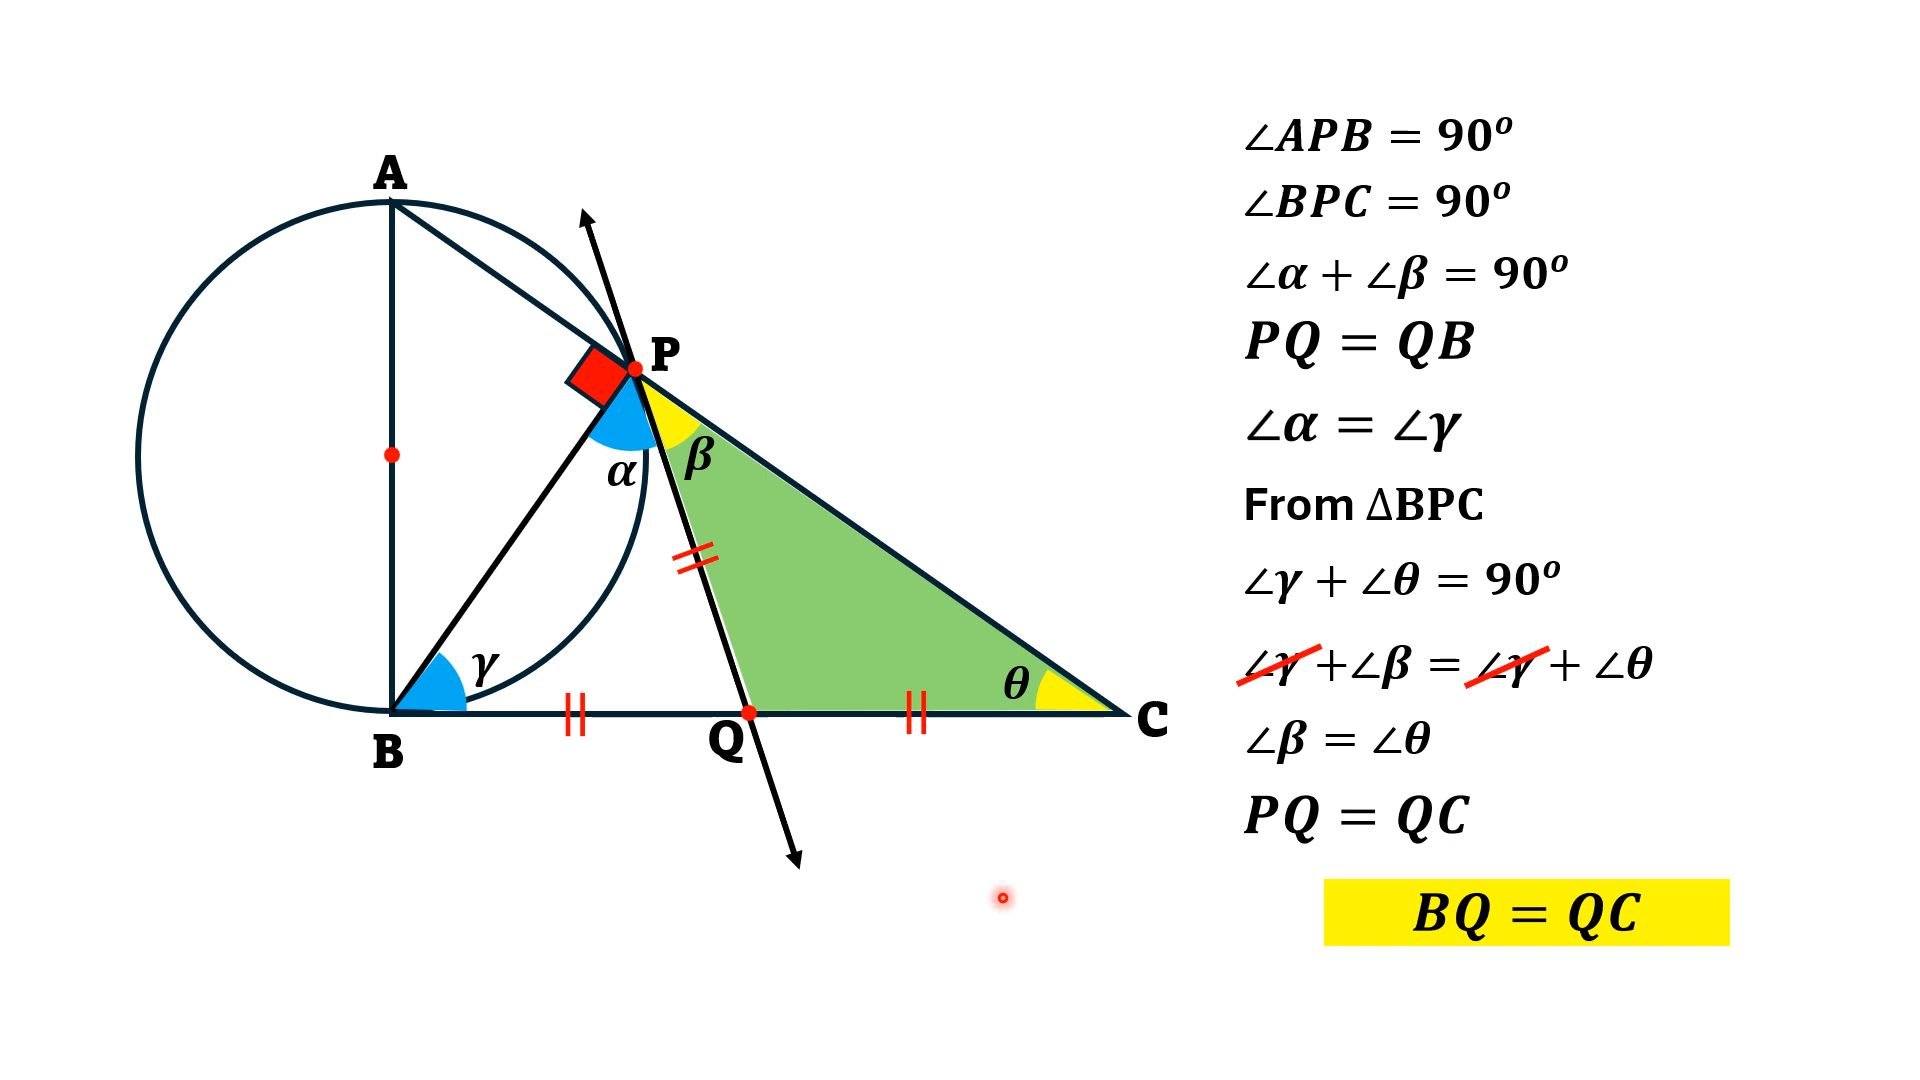 A
P
β
α
γ
θ
B
Q
C
∠APB = 90°
∠BPC = 90°
∠α + ∠β = 90°
PQ = QB
∠α = ∠γ
From ΔBPC
∠γ + ∠θ = 90°
∠γ +∠β = ∠γ + ∠θ
∠β = ∠θ
PQ = QC
BQ = QC